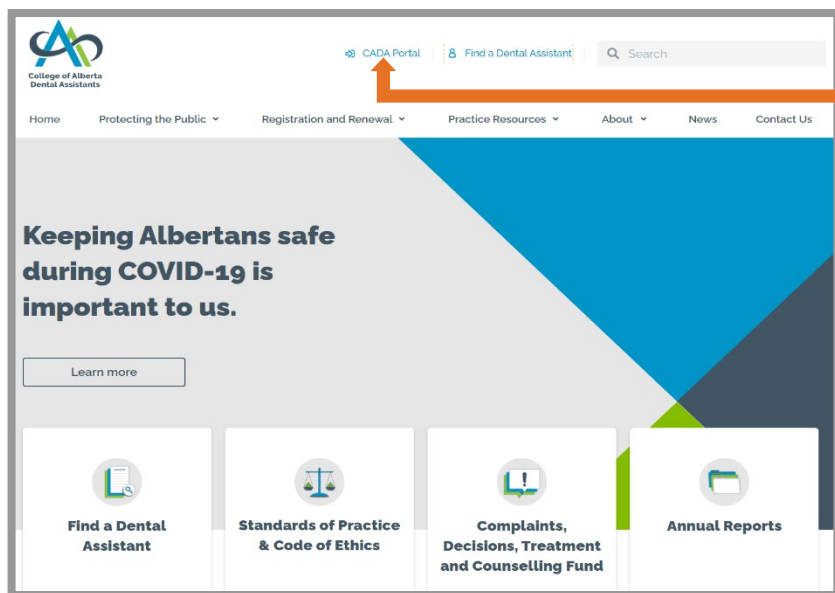 College of Alberta
Dental Assistants
CADA Portal
Find a Dental Assistant
Search
Home
Protecting the Public
Registration and Renewal
Practice Resources
About
News
Contact Us
Keeping Albertans safe
during COVID-19 is
important to us.
Learn more
Find a Dental
Assistant
Standards of Practice
& Code of Ethics
Complaints,
Decisions, Treatment
and Counselling Fund
Annual Reports